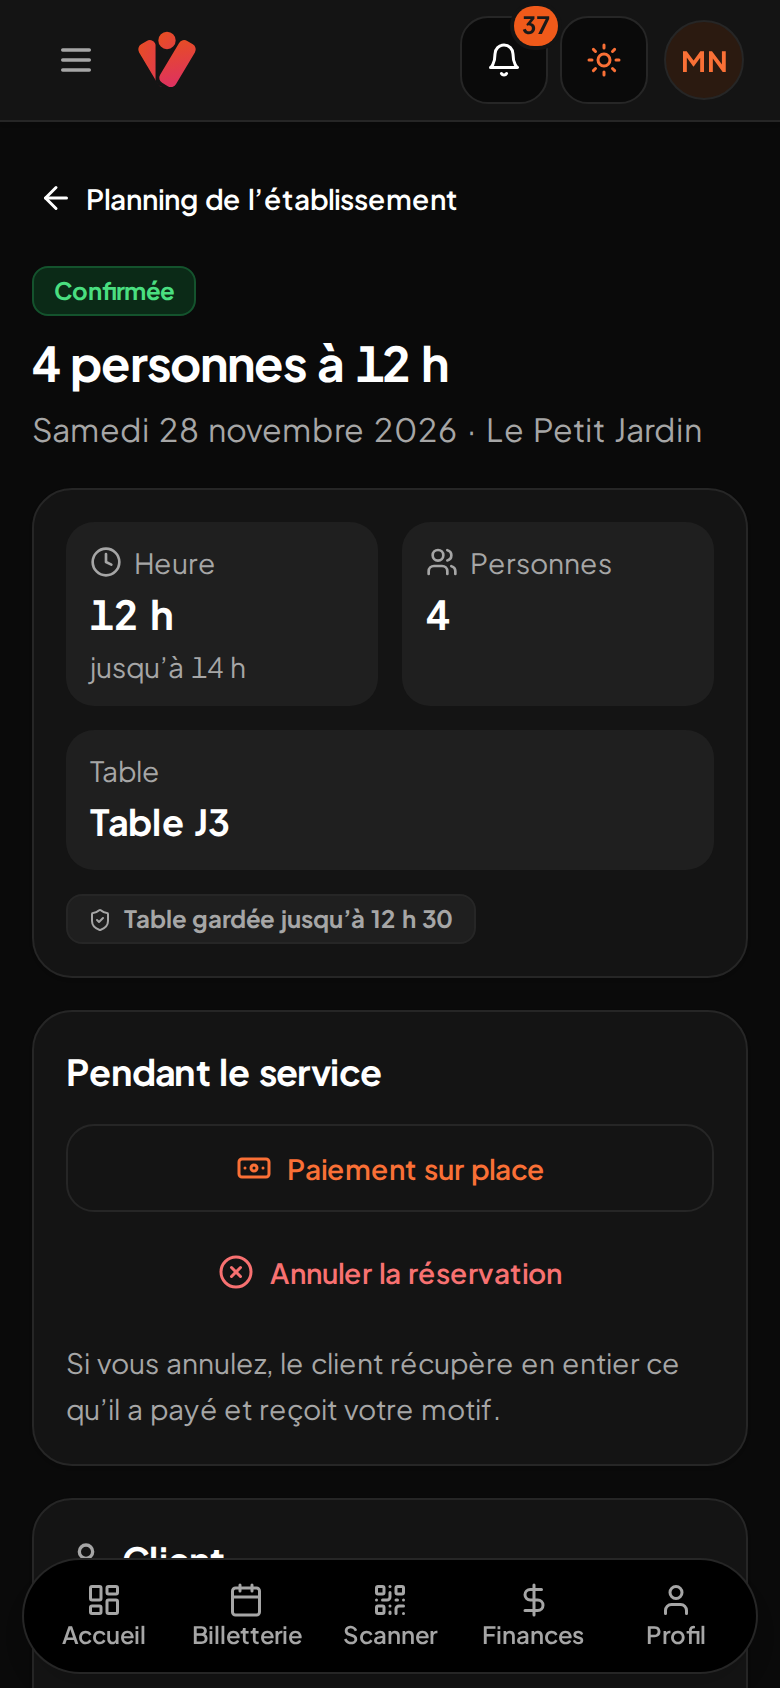 37
MN
Planning de l’établissement
Confirmée
4 personnes à 12 h
Samedi 28 novembre 2026 · Le Petit Jardin
Heure
12 h
jusqu’à 14 h
Personnes
4
Table
Table J3
Table gardée jusqu’à 12 h 30
Pendant le service
Paiement sur place
Annuler la réservation
Si vous annulez, le client récupère en entier ce
qu’il a payé et reçoit votre motif.
Client
Accueil
Billetterie
Scanner
Finances
Profil